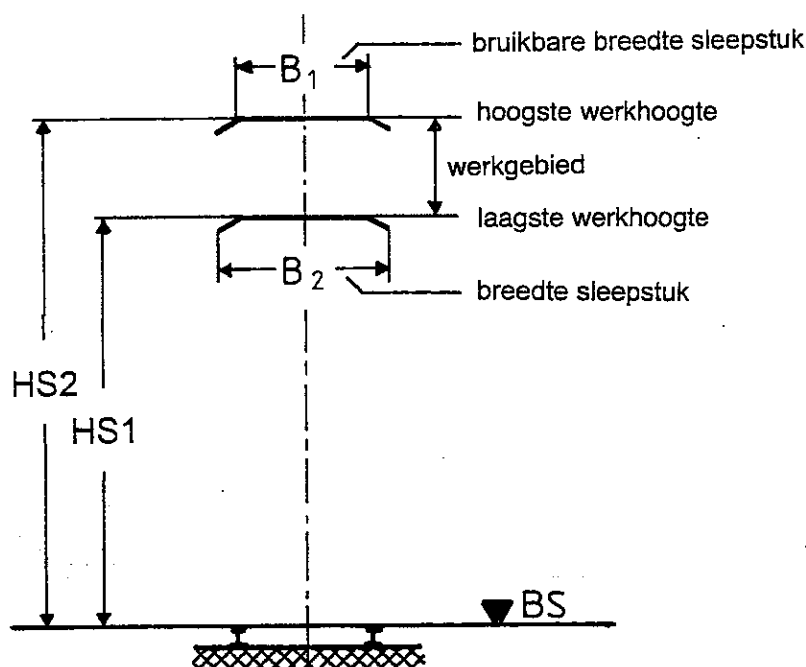 bruikbare breedte sleepstuk
B1
hoogste werkhoogte
werkgebied
laagste werkhoogte
B2
breedte sleepstuk
HS2
HS1
BS